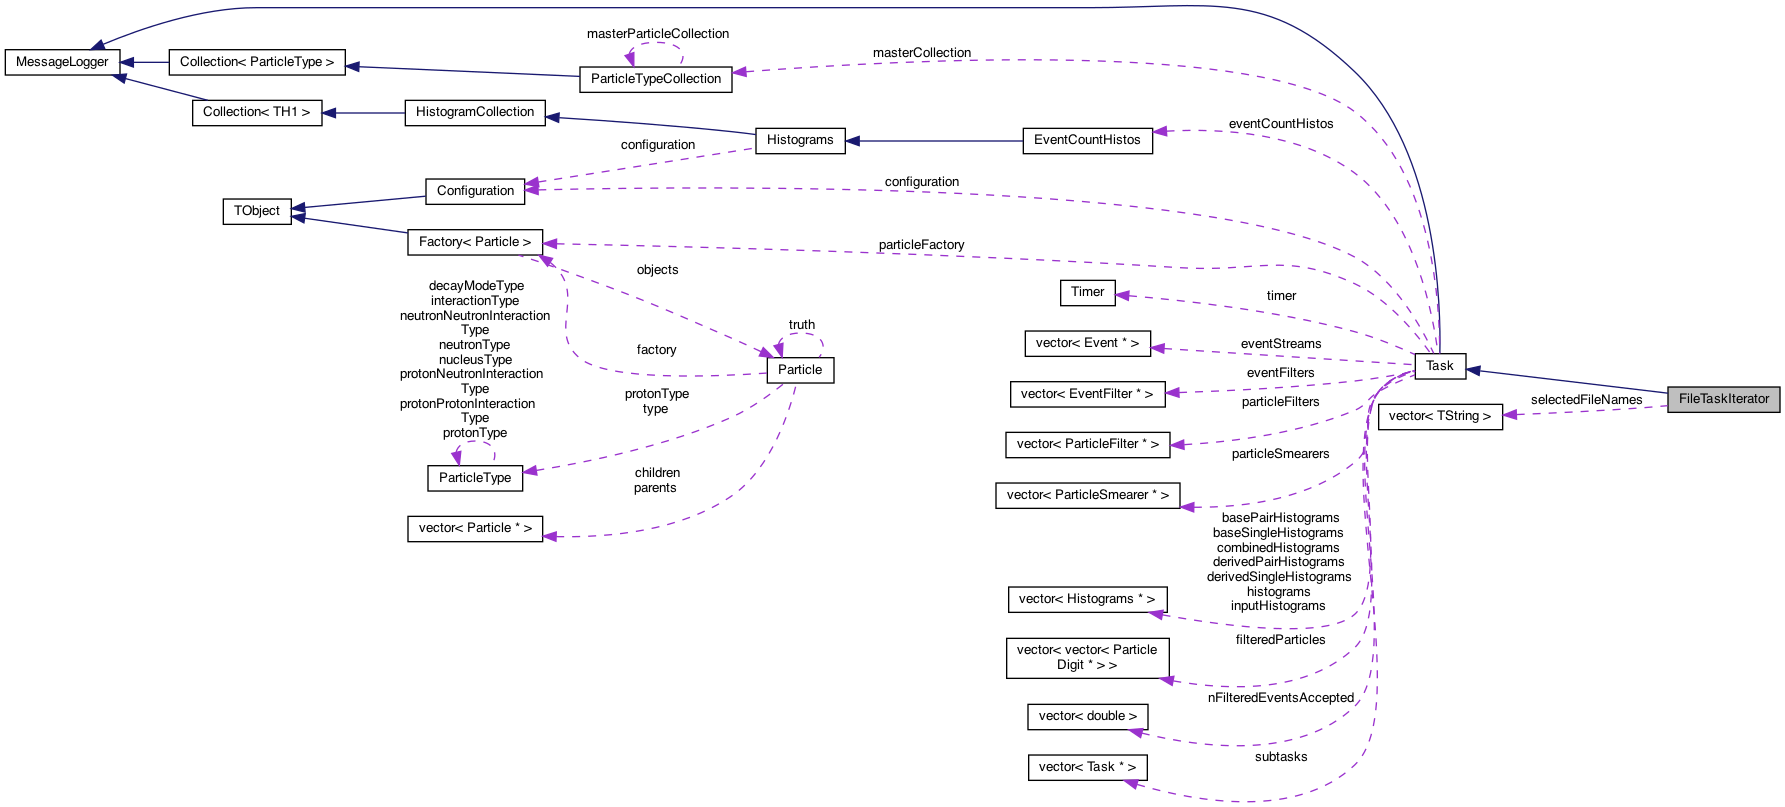 masterParticleCollection
masterCollection
MessageLogger
Collection< ParticleType >
ParticleTypeCollection
Collection< TH1 >
HistogramCollection
eventCountHistos
Histograms
EventCountHistos
configuration
configuration
Configuration
TObject
Factory< Particle >
particleFactory
objects
decayModeType
interactionType
neutronNeutronInteraction
Type
neutronType
nucleusType
protonNeutronInteraction
Type
protonProtonInteraction
Type
protonType
Timer
timer
truth
vector< Event * >
eventStreams
factory
Particle
Task
eventFilters
vector< EventFilter * >
protonType
type
particleFilters
FileTaskIterator
selectedFileNames
vector< TString >
vector< ParticleFilter * >
particleSmearers
ParticleType
children
parents
vector< ParticleSmearer * >
vector< Particle * >
basePairHistograms
baseSingleHistograms
combinedHistograms
derivedPairHistograms
derivedSingleHistograms
histograms
inputHistograms
vector< Histograms * >
filteredParticles
vector< vector< Particle
Digit * > >
nFilteredEventsAccepted
vector< double >
subtasks
vector< Task * >